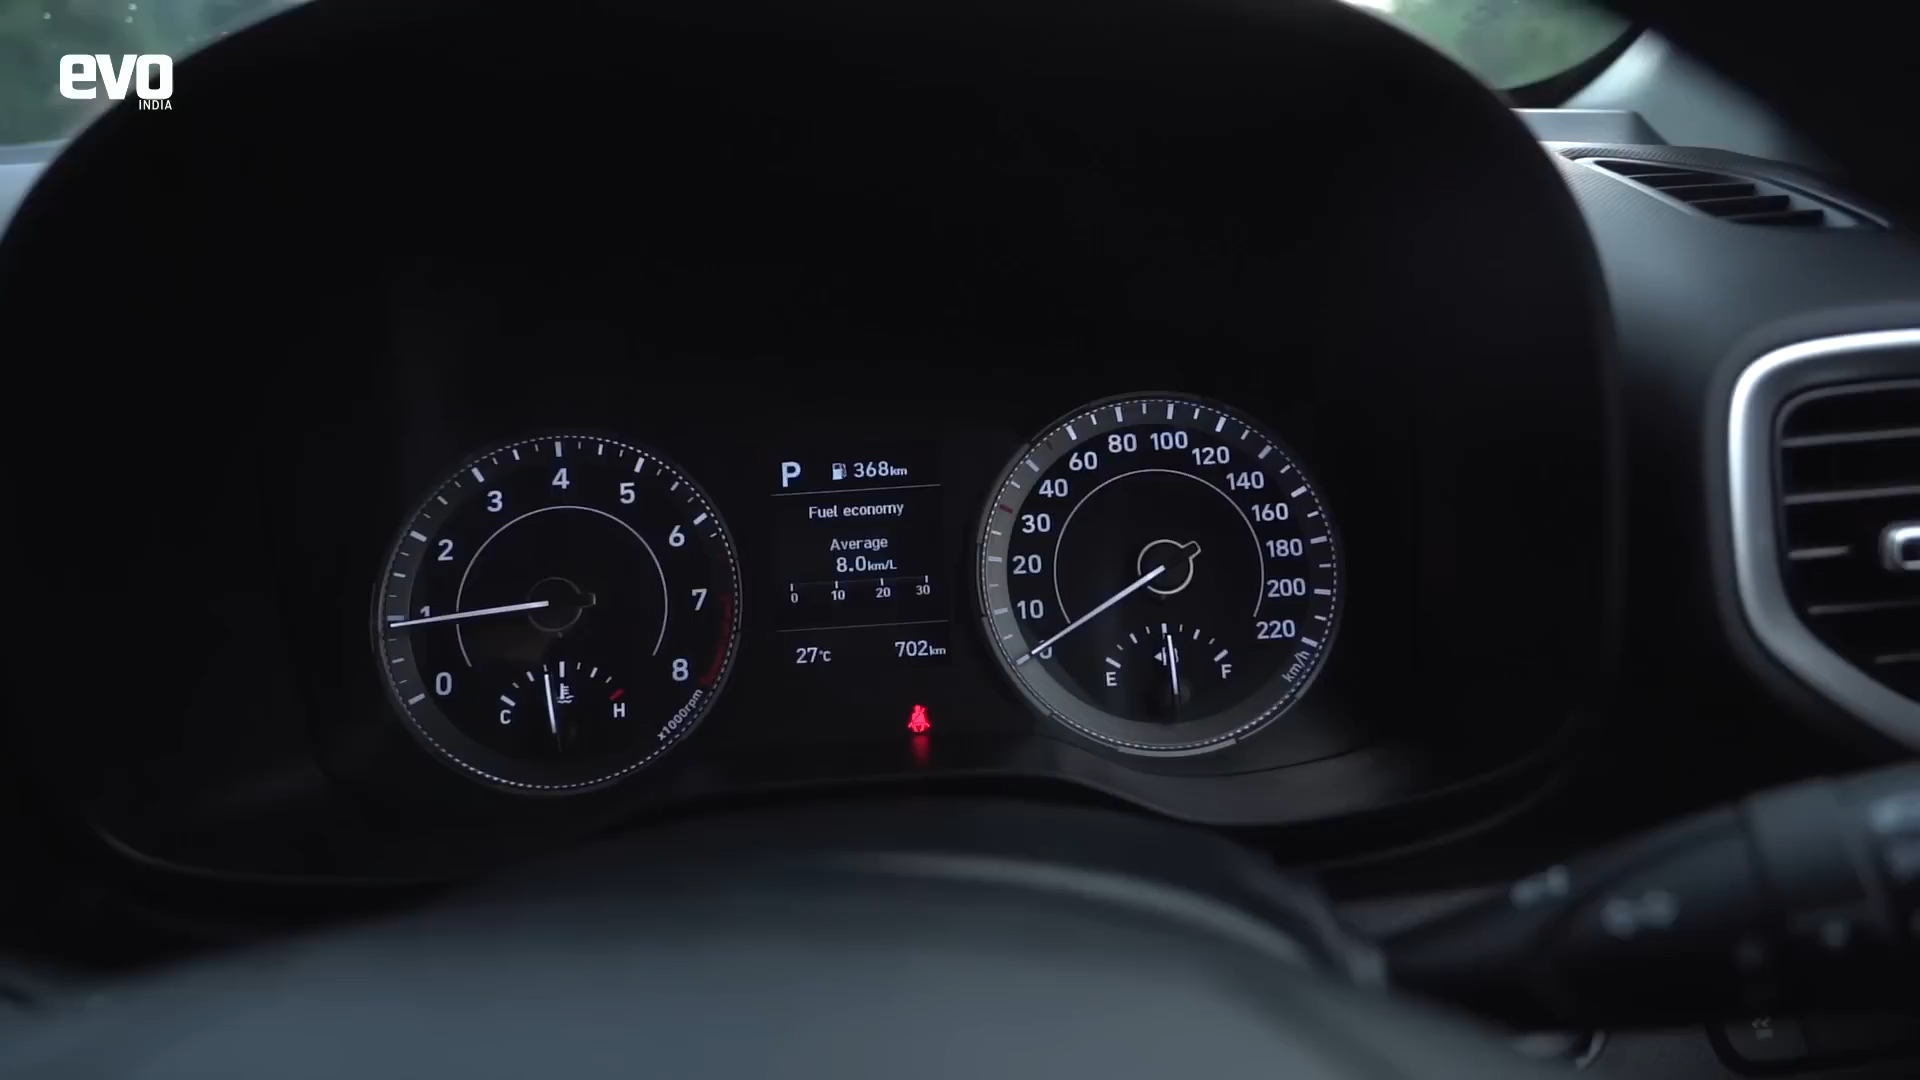 evo
INDIA
P 368km
Fuel economy
Average
8.0km/L
0 10 20 30
27°C 702km
0 1 2 3 4 5 6 7 8
x1000rpm
C H
0 10 20 30 40 60 80 100 120 140 160 180 200 220
km/h
E F